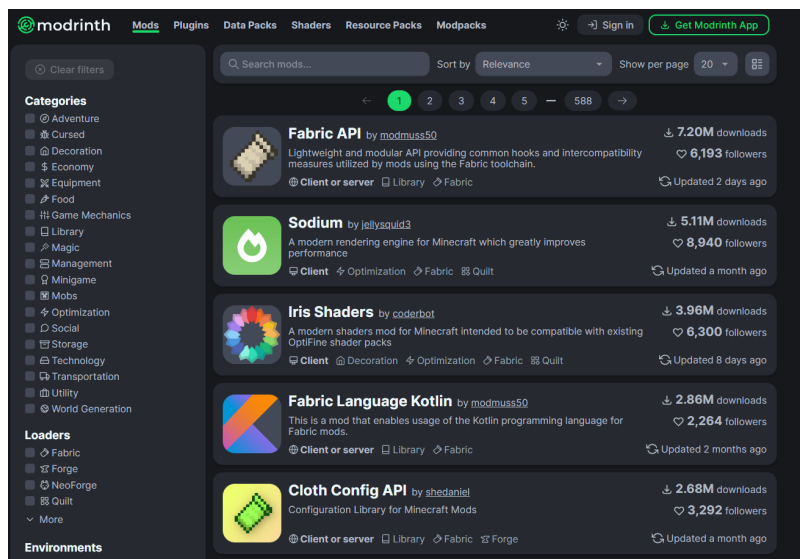 modrinth Mods Plugins Data Packs Shaders Resource Packs Modpacks Sign in Get Modrinth App
Clear filters
Categories
Adventure
Cursed
Decoration
Economy
Equipment
Food
Game Mechanics
Library
Magic
Management
Minigame
Mobs
Optimization
Social
Storage
Technology
Transportation
Utility
World Generation
Loaders
Fabric
Forge
NeoForge
Quilt
More
Environments
Search mods... Sort by Relevance Show per page 20
1 2 3 4 5 — 588
Fabric API by modmuss50
Lightweight and modular API providing common hooks and intercompatibility
measures utilized by mods using the Fabric toolchain.
Client or server Library Fabric
7.20M downloads
6,193 followers
Updated 2 days ago
Sodium by jellysquid3
A modern rendering engine for Minecraft which greatly improves
performance
Client Optimization Fabric Quilt
5.11M downloads
8,940 followers
Updated a month ago
Iris Shaders by coderbot
A modern shaders mod for Minecraft intended to be compatible with existing
OptiFine shader packs
Client Decoration Optimization Fabric Quilt
3.96M downloads
6,300 followers
Updated 8 days ago
Fabric Language Kotlin by modmuss50
This is a mod that enables usage of the Kotlin programming language for
Fabric mods.
Client or server Library Fabric
2.86M downloads
2,264 followers
Updated 2 months ago
Cloth Config API by shedaniel
Configuration Library for Minecraft Mods
Client or server Library Fabric Forge
2.68M downloads
3,292 followers
Updated a month ago